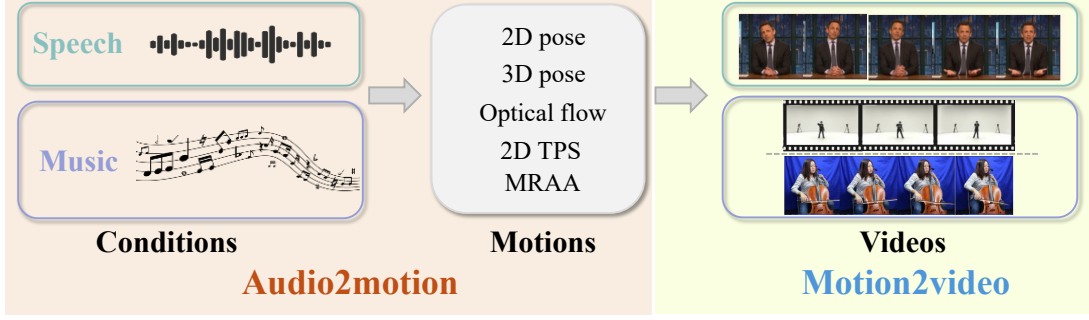 Speech
Music
2D pose
3D pose
Optical flow
2D TPS
MRAA
Conditions
Motions
Videos
Audio2motion
Motion2video